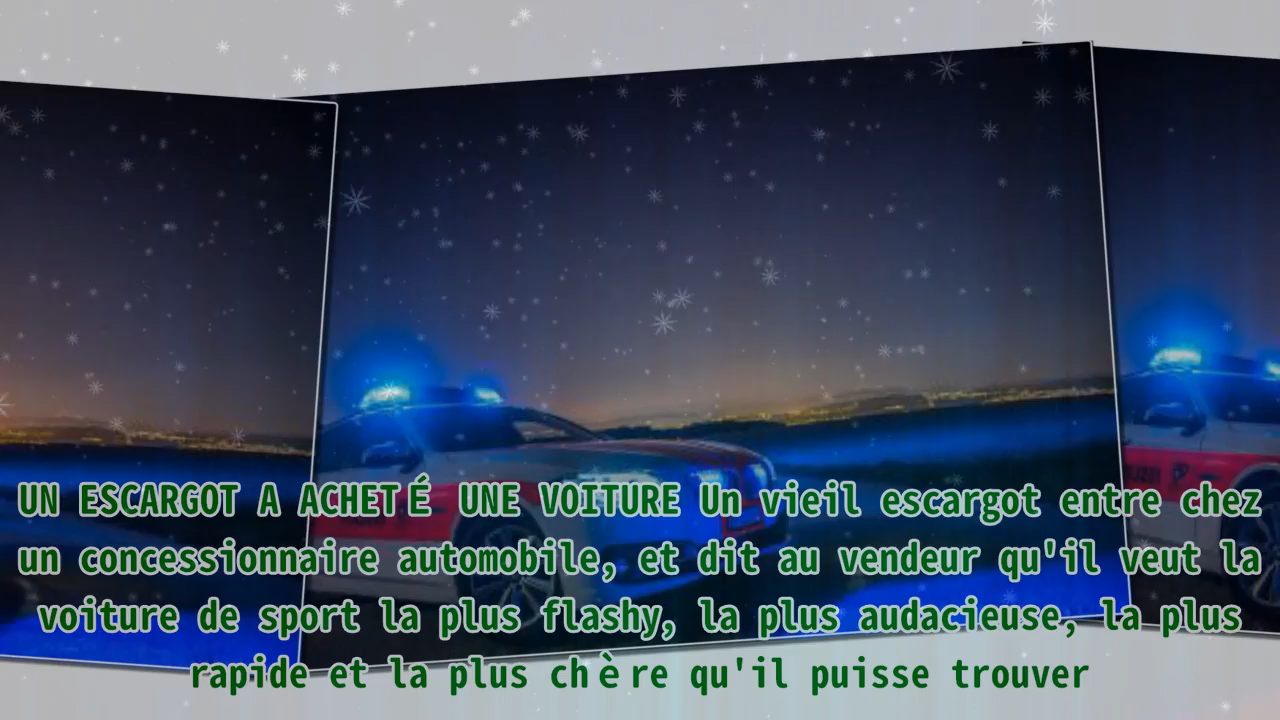 UN ESCARGOT A ACHETÉ UNE VOITURE Un vieil escargot entre chez
un concessionnaire automobile, et dit au vendeur qu'il veut la
voiture de sport la plus flashy, la plus audacieuse, la plus
rapide et la plus chère qu'il puisse trouver